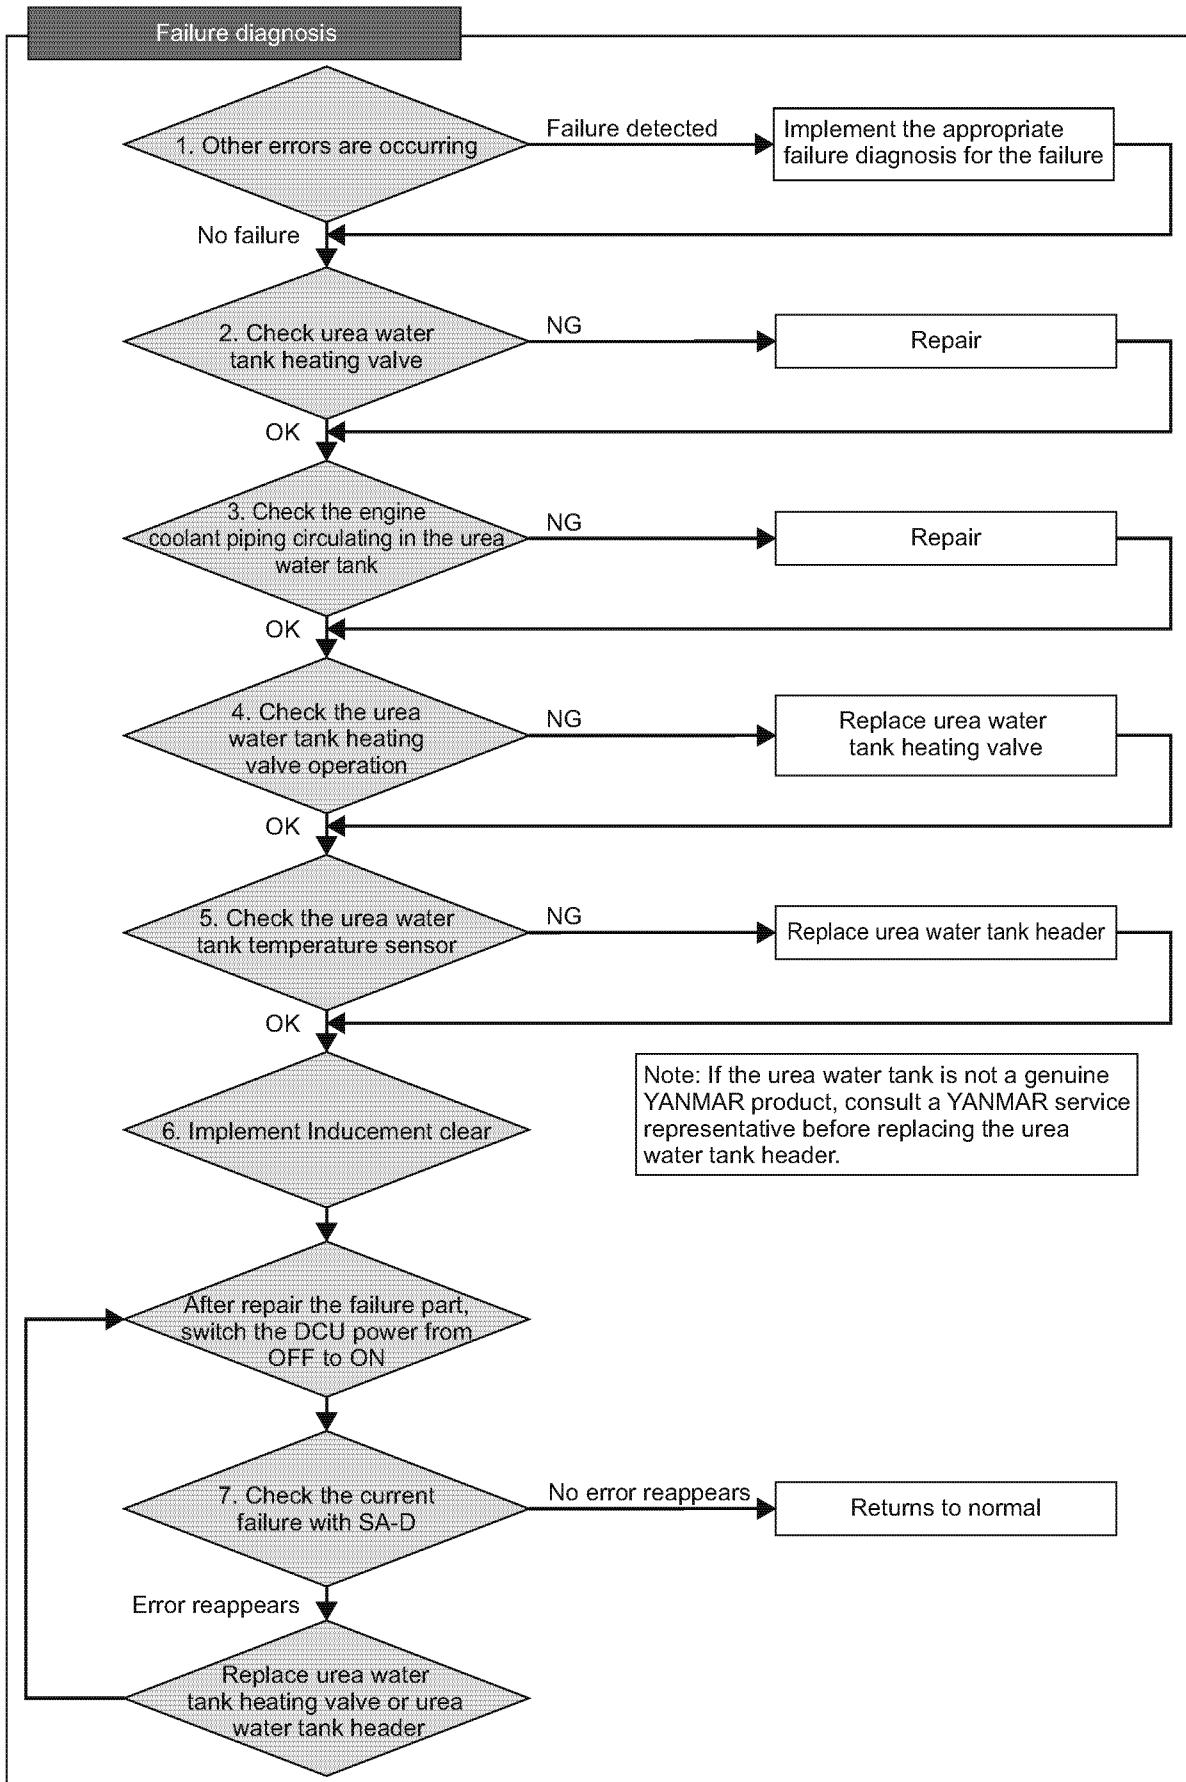 Failure diagnosis
1. Other errors are occurring
Failure detected
Implement the appropriate
failure diagnosis for the failure
No failure
2. Check urea water
tank heating valve
NG
Repair
OK
3. Check the engine
coolant piping circulating in the urea
water tank
NG
Repair
OK
4. Check the urea
water tank heating
valve operation
NG
Replace urea water
tank heating valve
OK
5. Check the urea water
tank temperature sensor
NG
Replace urea water tank header
OK
Note: If the urea water tank is not a genuine
YANMAR product, consult a YANMAR service
representative before replacing the urea
water tank header.
6. Implement Inducement clear
After repair the failure part,
switch the DCU power from
OFF to ON
7. Check the current
failure with SA-D
No error reappears
Returns to normal
Error reappears
Replace urea water
tank heating valve or urea
water tank header